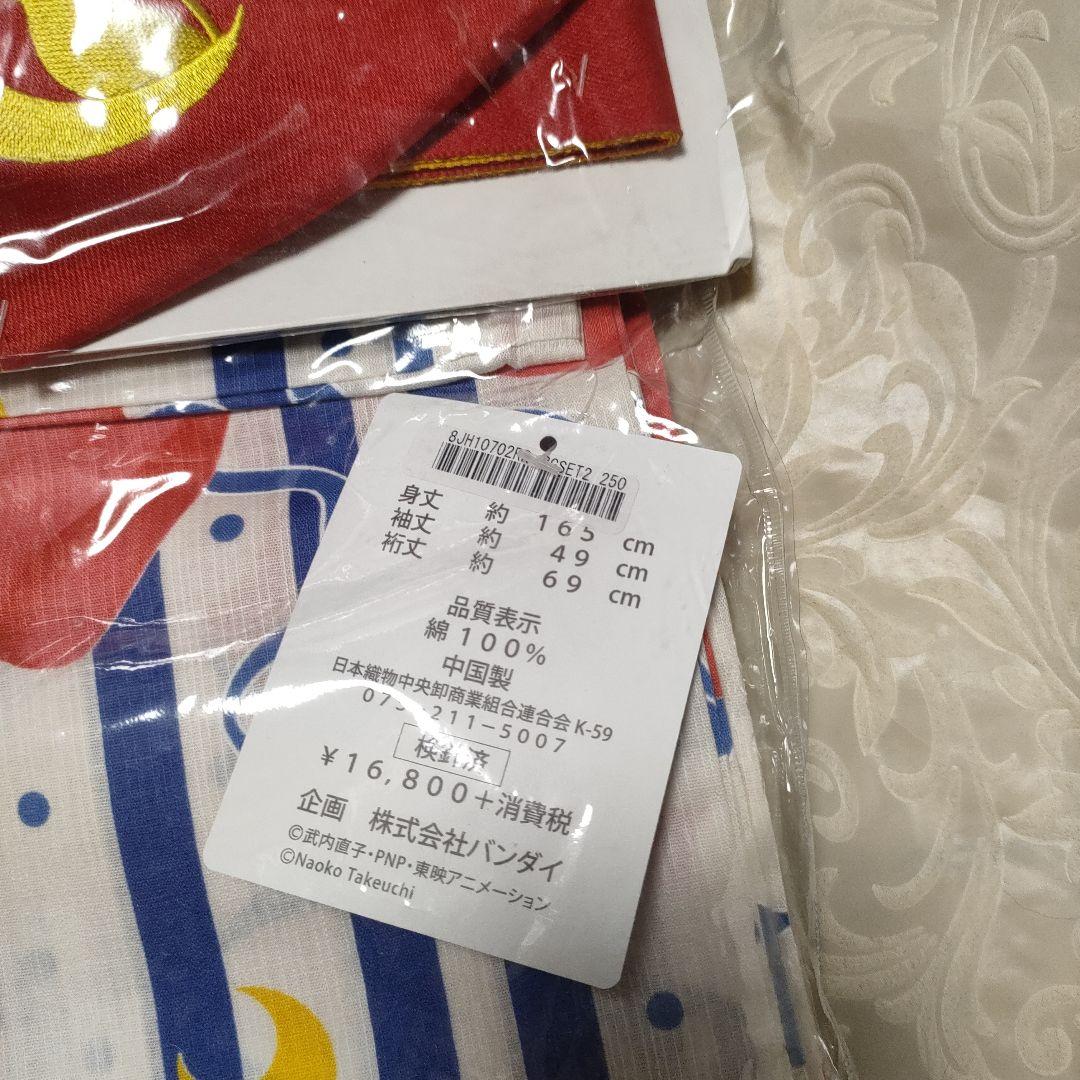 SET2 250
身丈 約 165 cm
袖丈 約 49 cm
裄丈 約 69 cm
品質表示
綿100%
中国製
日本織物中央卸商業組合連合会 K-59
211-5007
検針済
¥16,800+消費税
企画 株式会社バンダイ
©武内直子・PNP・東映アニメーション
©Naoko Takeuchi